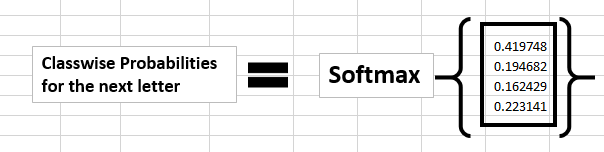 Classwise Probabilities
for the next letter
=
Softmax
0.419748
0.194682
0.162429
0.223141